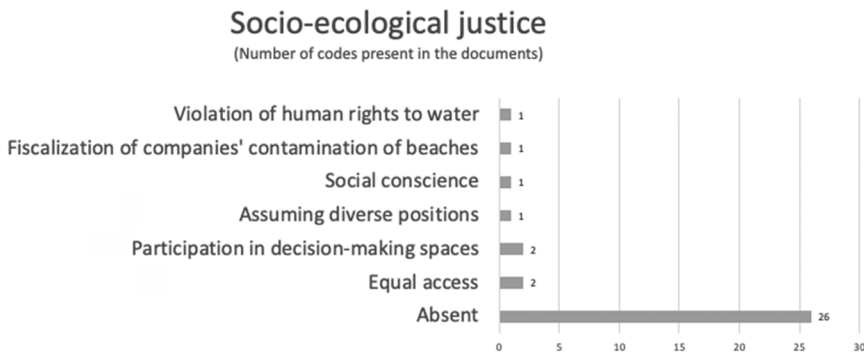 Socio-ecological justice
(Number of codes present in the documents)
Violation of human rights to water 1
Fiscalization of companies' contamination of beaches 1
Social conscience 1
Assuming diverse positions 1
Participation in decision-making spaces 2
Equal access 2
Absent 26
0 5 10 15 20 25 30